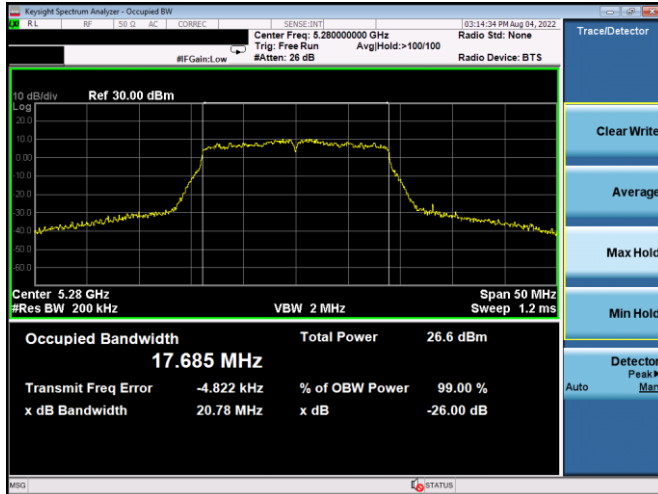 Keysight Spectrum Analyzer - Occupied BW
RL RF 50 Ω AC CORREC SENSE:INT 03:14:34 PM Aug 04, 2022
Center Freq: 5.280000000 GHz Radio Std: None
Trig: Free Run Avg|Hold:>100/100
#IFGain:Low #Atten: 26 dB Radio Device: BTS
Trace/Detector
10 dB/div Ref 30.00 dBm
Log
20.0
10.0
0.00
-10.0
-20.0
-30.0
-40.0
-50.0
-60.0
Center 5.28 GHz Span 50 MHz
#Res BW 200 kHz VBW 2 MHz Sweep 1.2 ms
Occupied Bandwidth Total Power 26.6 dBm
17.685 MHz
Transmit Freq Error -4.822 kHz % of OBW Power 99.00 %
x dB Bandwidth 20.78 MHz x dB -26.00 dB
Clear Write
Average
Max Hold
Min Hold
Detector
Peak▶
Auto Man
MSG STATUS